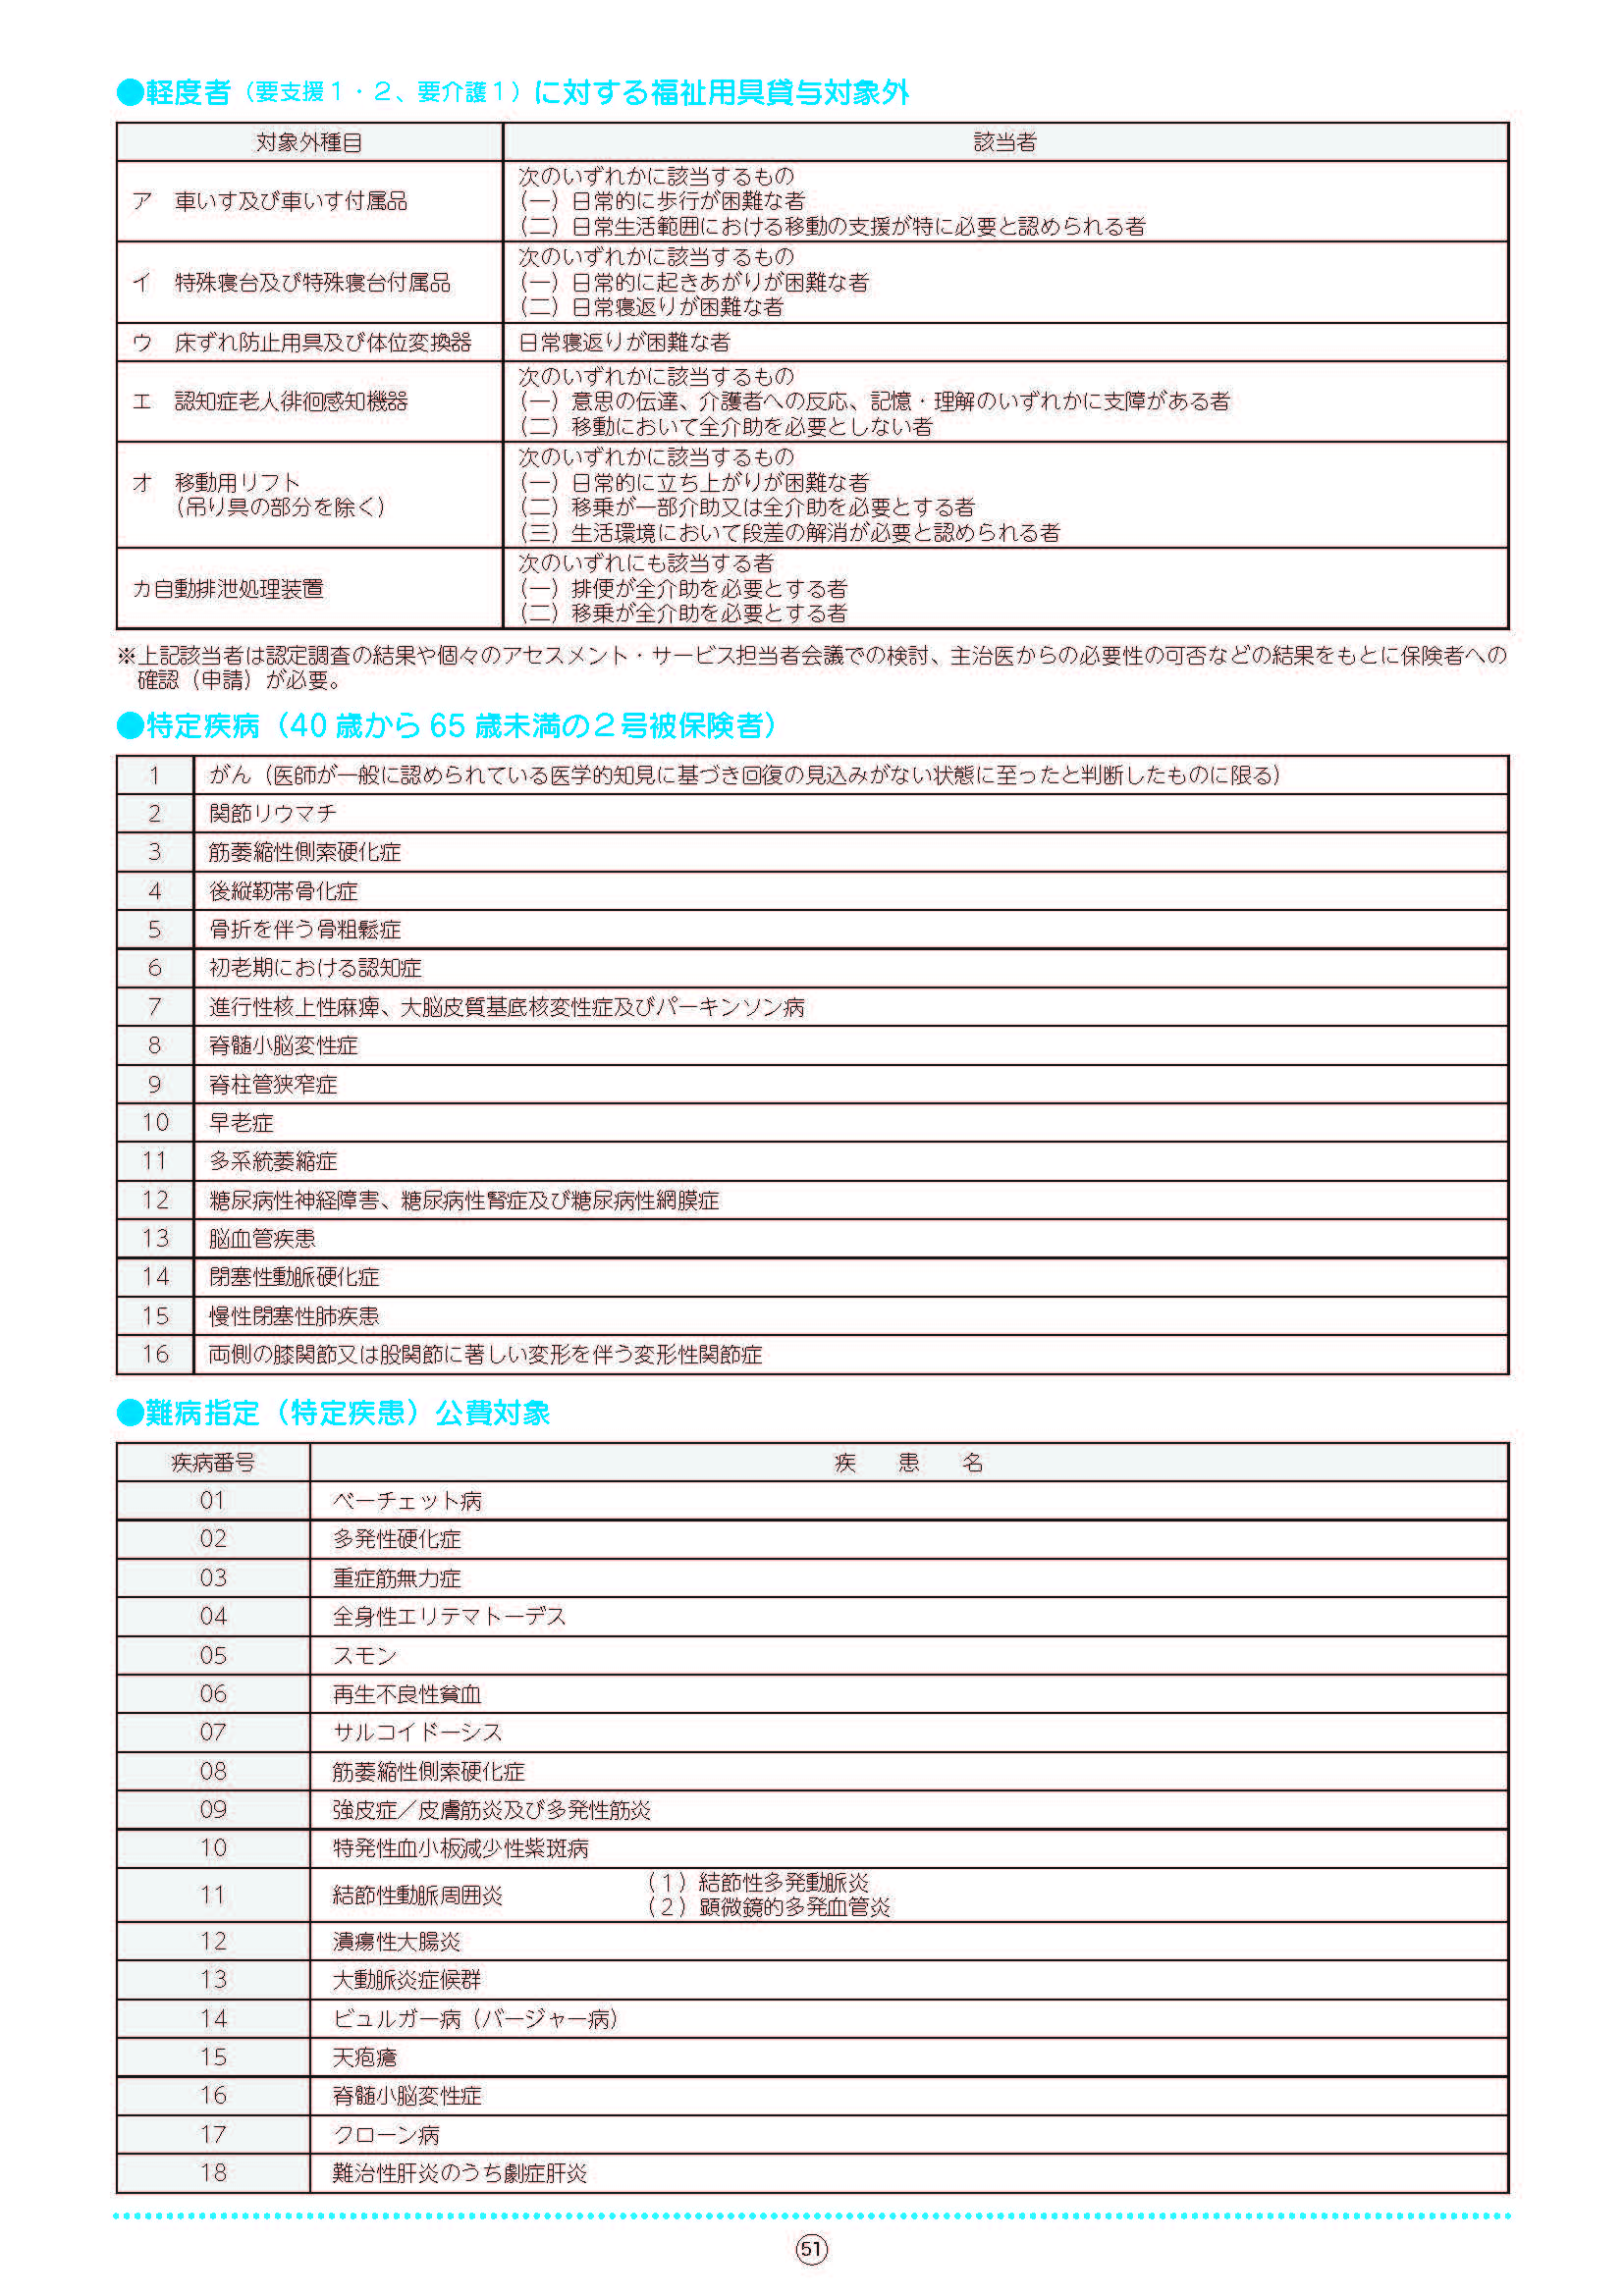 ●軽度者（要支援１・２、要介護１）に対する福祉用具貸与対象外
対象外種目　該当者
ア　車いす及び車いす付属品
次のいずれかに該当するもの
（一）日常的に歩行が困難な者
（二）日常生活範囲における移動の支援が特に必要と認められる者
イ　特殊寝台及び特殊寝台付属品
次のいずれかに該当するもの
（一）日常的に起きあがりが困難な者
（二）日常寝返りが困難な者
ウ　床ずれ防止用具及び体位変換器　日常寝返りが困難な者
エ　認知症老人徘徊感知機器
次のいずれかに該当するもの
（一）意思の伝達、介護者への反応、記憶・理解のいずれかに支障がある者
（二）移動において全介助を必要としない者
オ　移動用リフト
（吊り具の部分を除く）
次のいずれかに該当するもの
（一）日常的に立ち上がりが困難な者
（二）移乗が一部介助又は全介助を必要とする者
（三）生活環境において段差の解消が必要と認められる者
カ自動排泄処理装置
次のいずれにも該当する者
（一）排便が全介助を必要とする者
（二）移乗が全介助を必要とする者
※上記該当者は認定調査の結果や個々のアセスメント・サービス担当者会議での検討、主治医からの必要性の可否などの結果をもとに保険者への
確認（申請）が必要。
●特定疾病（40 歳から 65 歳未満の２号被保険者）
1　がん（医師が一般に認められている医学的知見に基づき回復の見込みがない状態に至ったと判断したものに限る）
2　関節リウマチ
3　筋萎縮性側索硬化症
4　後縦靭帯骨化症
5　骨折を伴う骨粗鬆症
6　初老期における認知症
7　進行性核上性麻痺、大脳皮質基底核変性症及びパーキンソン病
8　脊髄小脳変性症
9　脊柱管狭窄症
10　早老症
11　多系統萎縮症
12　糖尿病性神経障害、糖尿病性腎症及び糖尿病性網膜症
13　脳血管疾患
14　閉塞性動脈硬化症
15　慢性閉塞性肺疾患
16　両側の膝関節又は股関節に著しい変形を伴う変形性関節症
●難病指定（特定疾患）公費対象
疾病番号　疾　患　名
01　ベーチェット病
02　多発性硬化症
03　重症筋無力症
04　全身性エリテマトーデス
05　スモン
06　再生不良性貧血
07　サルコイドーシス
08　筋萎縮性側索硬化症
09　強皮症／皮膚筋炎及び多発性筋炎
10　特発性血小板減少性紫斑病
11　結節性動脈周囲炎
（１）結節性多発動脈炎
（２）顕微鏡的多発血管炎
12　潰瘍性大腸炎
13　大動脈炎症候群
14　ビュルガー病（バージャー病）
15　天疱瘡
16　脊髄小脳変性症
17　クローン病
18　難治性肝炎のうち劇症肝炎
51